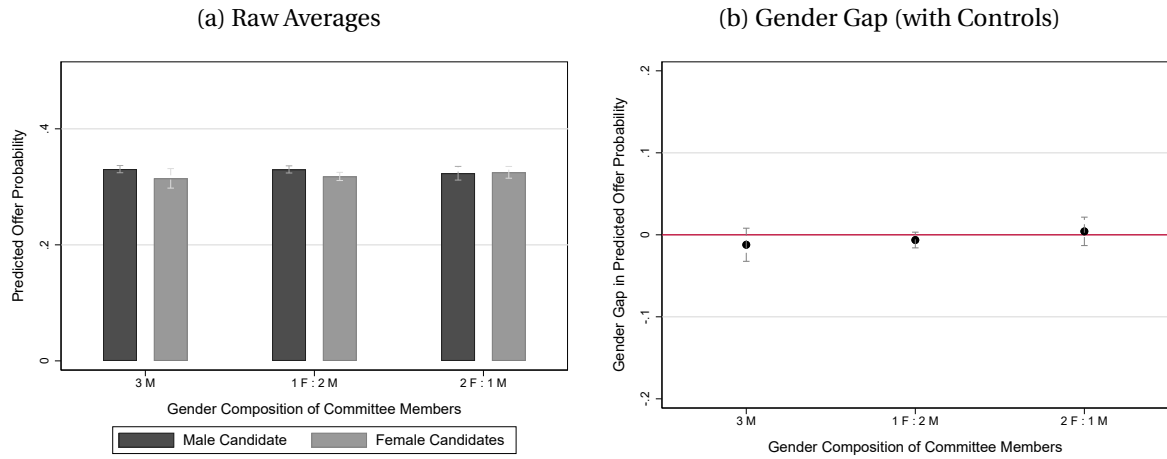 (a) Raw Averages
Predicted Offer Probability
.4
.2
0
3 M
1 F : 2 M
2 F : 1 M
Gender Composition of Committee Members
Male Candidate
Female Candidates
(b) Gender Gap (with Controls)
Gender Gap in Predicted Offer Probability
.2
.1
0
-.1
-.2
3 M
1 F : 2 M
2 F : 1 M
Gender Composition of Committee Members